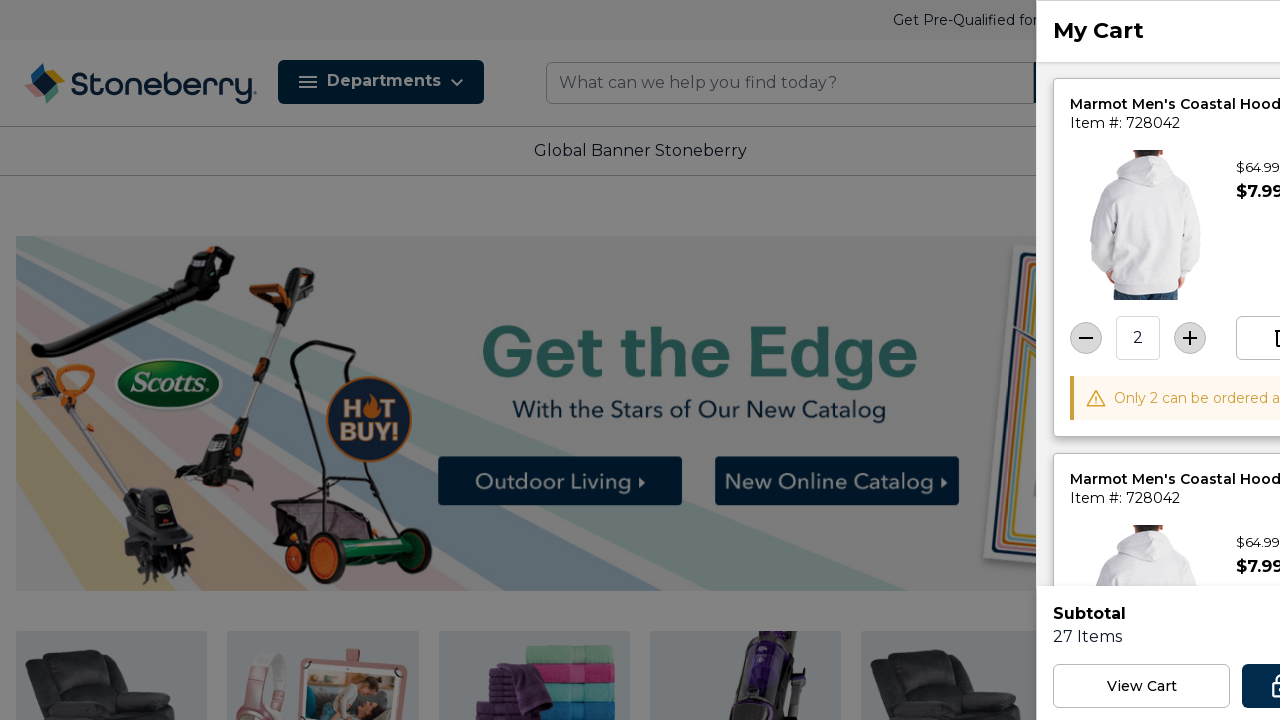 Get Pre-Qualified for
Stoneberry
Departments
What can we help you find today?
Global Banner Stoneberry
Get the Edge
With the Stars of Our New Catalog
Scotts
HOT
BUY!
Outdoor Living
New Online Catalog
My Cart
Marmot Men's Coastal Hood
Item #: 728042
$64.99
$7.99
2
Only 2 can be ordered a
Marmot Men's Coastal Hood
Item #: 728042
$64.99
$7.99
Subtotal
27 Items
View Cart